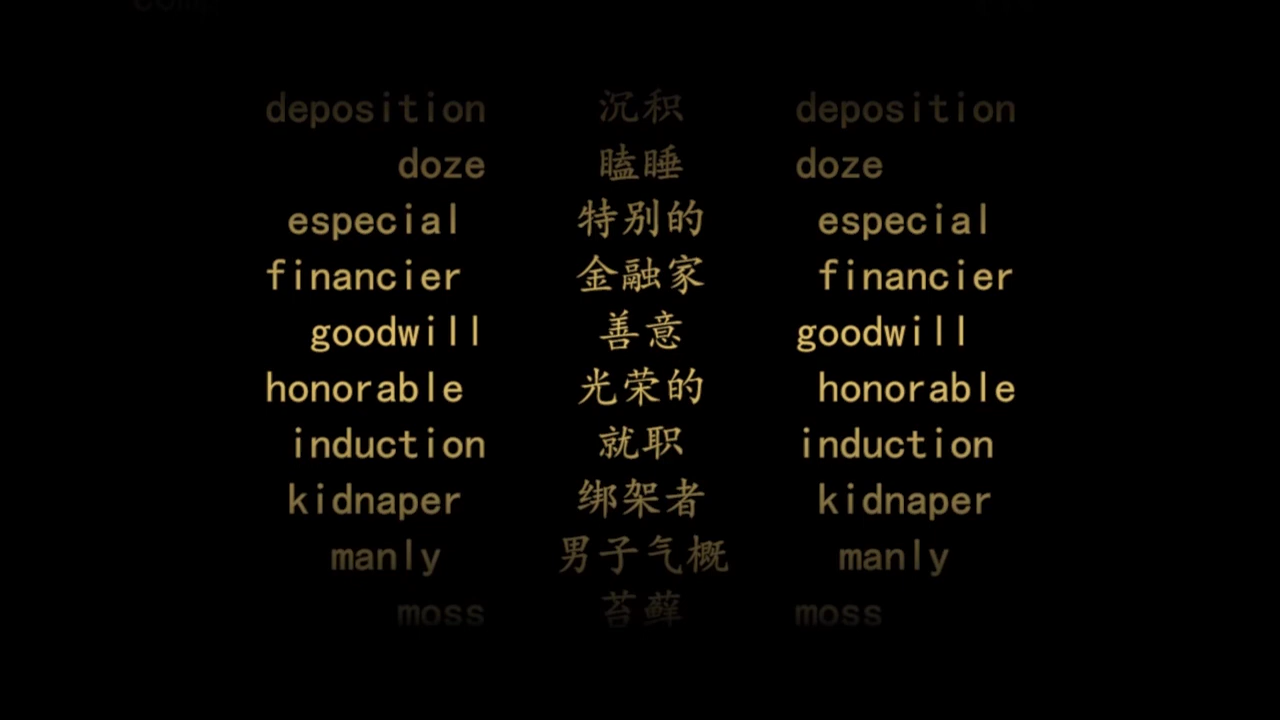 deposition 沉积 deposition
doze 瞌睡 doze
especial 特别的 especial
financier 金融家 financier
goodwill 善意 goodwill
honorable 光荣的 honorable
induction 就职 induction
kidnaper 绑架者 kidnaper
manly 男子气概 manly
moss 苔藓 moss